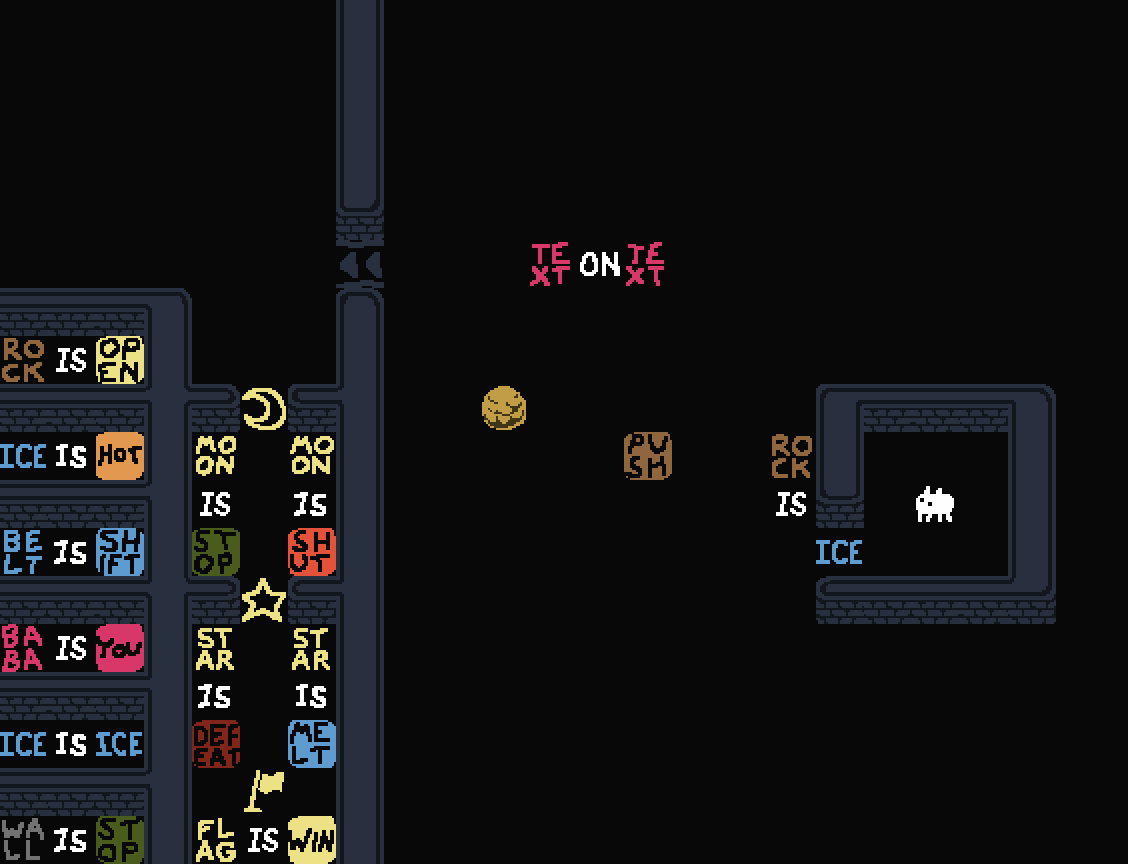 TEXT ON TEXT
ROCK IS OPEN
ICE IS HOT
MOON MOON
PUSH ROCK
IS IS IS
BELT IS SHIFT
STOP SHUT
ICE
BABA IS YOU
STAR STAR
IS IS
ICE IS ICE
DEFEAT MELT
WALL IS STOP
FLAG IS WIN